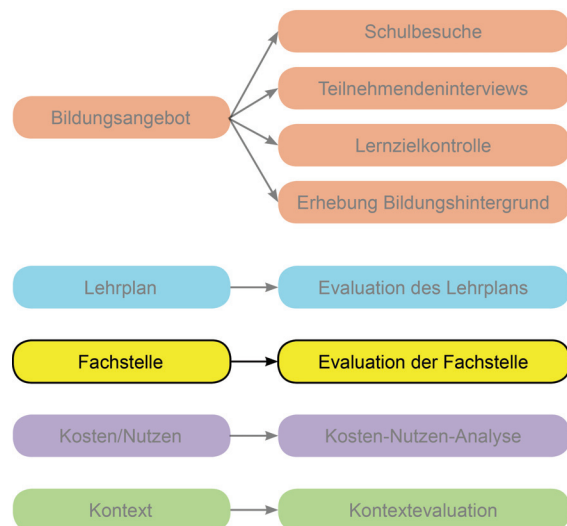 Schulbesuche
Teilnehmendeninterviews
Bildungsangebot
Lernzielkontrolle
Erhebung Bildungshintergrund
Lehrplan
Evaluation des Lehrplans
Fachstelle
Evaluation der Fachstelle
Kosten/Nutzen
Kosten-Nutzen-Analyse
Kontext
Kontextevaluation